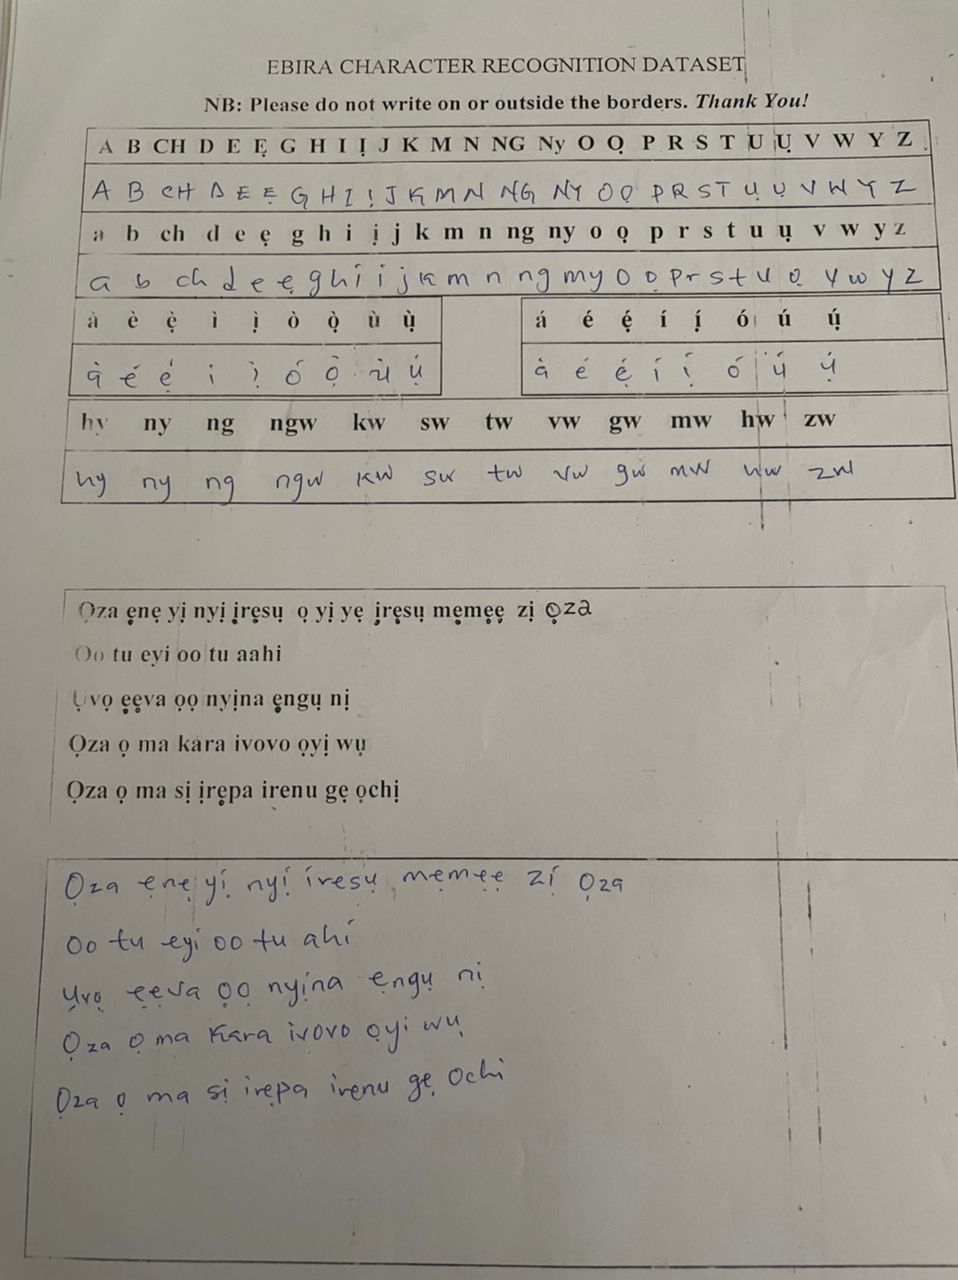 EBIRA CHARACTER RECOGNITION DATASET
NB: Please do not write on or outside the borders. Thank You!
A B CH D E Ẹ G H I Ị J K M N NG Ny O Ọ P R S T U Ụ V W Y Z
A B CH D E Ẹ G H I Ị J K M N NG NY O Ọ P R S T Ụ Ụ V W Y Z
a b ch d e ẹ g h i ị j k m n ng ny o ọ p r s t u ụ v w y z
a b ch d e ẹ g h i i j k m n ng my o ọ p r s t u ọ v w y z
à è ẹ̀ ì ị̀ ò ọ̀ ù ụ̀ á é ẹ́ í ị́ ó ú ụ́
à é ẹ́ i ị̀ ó ọ̀ ù ụ́ à é ẹ́ í ị́ ó ú ụ́
hy ny ng ngw kw sw tw vw gw mw hw zw
hy ny ng ngw kw sw tw vw gw mw hw zw
Ọza ẹnẹ yị nyị ịrẹsụ ọ yị yẹ ịrẹsụ mẹmẹẹ zị ọza
Oo tu eyi oo tu aahi
Ụvọ ẹẹva ọọ nyịna ẹngụ nị
Ọza ọ ma kara ivovo ọyị wụ
Ọza ọ ma sị ịrẹpa irenu gẹ ọchị
Ọza ẹnẹ yị nyị iresụ mẹmẹẹ zí Ọza
Oo tu eyi oo tu ahi
Ụvọ ẹẹva ọọ nyịna ẹngụ nị
Ọza ọ ma Kara ivovo ọyi wụ
Ọza ọ ma sị irẹpa irenu gẹ Ochi